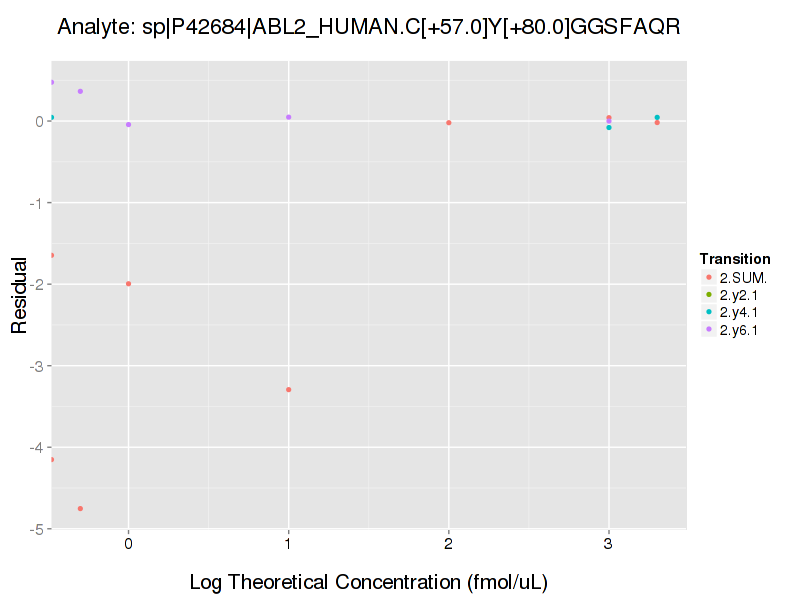 Analyte: sp|P42684|ABL2_HUMAN.C[+57.0]Y[+80.0]GGSFAQR
Residual
0
-1
-2
-3
-4
-5
0
1
2
3
Log Theoretical Concentration (fmol/uL)
Transition
2.SUM.
2.y2.1
2.y4.1
2.y6.1